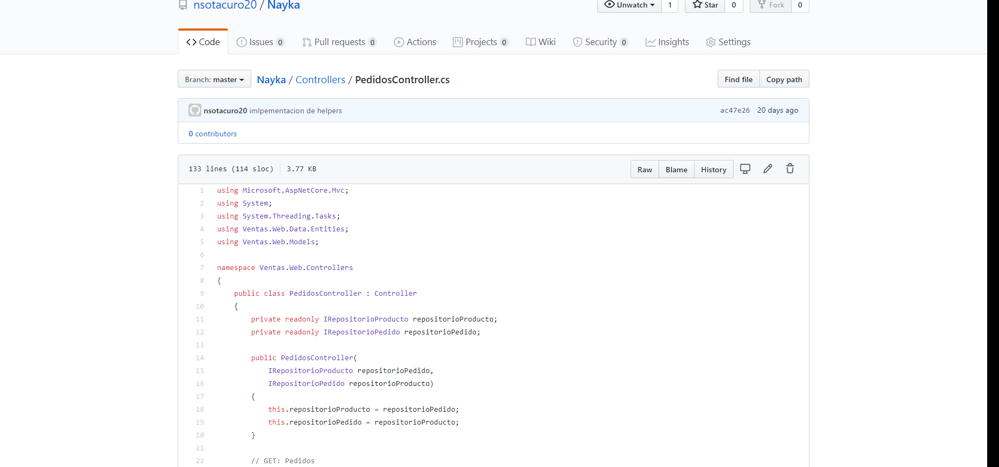 nsotacuro20 / Nayka
Unwatch 1 Star 0 Fork 0
Code Issues 0 Pull requests 0 Actions Projects 0 Wiki Security 0 Insights Settings
Branch: master Nayka / Controllers / PedidosController.cs Find file Copy path
nsotacuro20 imlpementacion de helpers ac47e26 20 days ago
0 contributors
133 lines (114 sloc) 3.77 KB Raw Blame History
1 using Microsoft.AspNetCore.Mvc;
2 using System;
3 using System.Threading.Tasks;
4 using Ventas.Web.Data.Entities;
5 using Ventas.Web.Models;
6
7 namespace Ventas.Web.Controllers
8 {
9 public class PedidosController : Controller
10 {
11 private readonly IRepositorioProducto repositorioProducto;
12 private readonly IRepositorioPedido repositorioPedido;
13
14 public PedidosController(
15 IRepositorioProducto repositorioPedido,
16 IRepositorioPedido repositorioProducto)
17 {
18 this.repositorioProducto = repositorioPedido;
19 this.repositorioPedido = repositorioProducto;
20 }
21
22 // GET: Pedidos